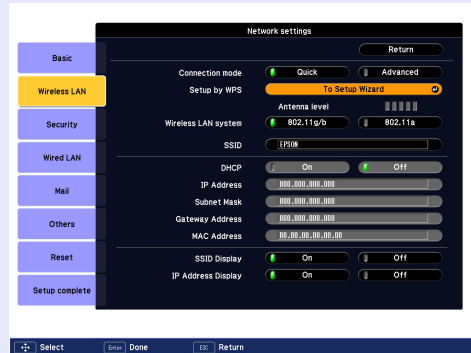 Network settings
Return
Basic
Wireless LAN
Security
Wired LAN
Mail
Others
Reset
Setup complete
Connection mode Quick Advanced
Setup by WPS To Setup Wizard
Antenna level
Wireless LAN system 802.11g/b 802.11a
SSID EPSON
DHCP On Off
IP Address 000.000.000.000
Subnet Mask 000.000.000.000
Gateway Address 000.000.000.000
MAC Address 00.00.00.00.00.00
SSID Display On Off
IP Address Display On Off
Select Enter Done ESC Return